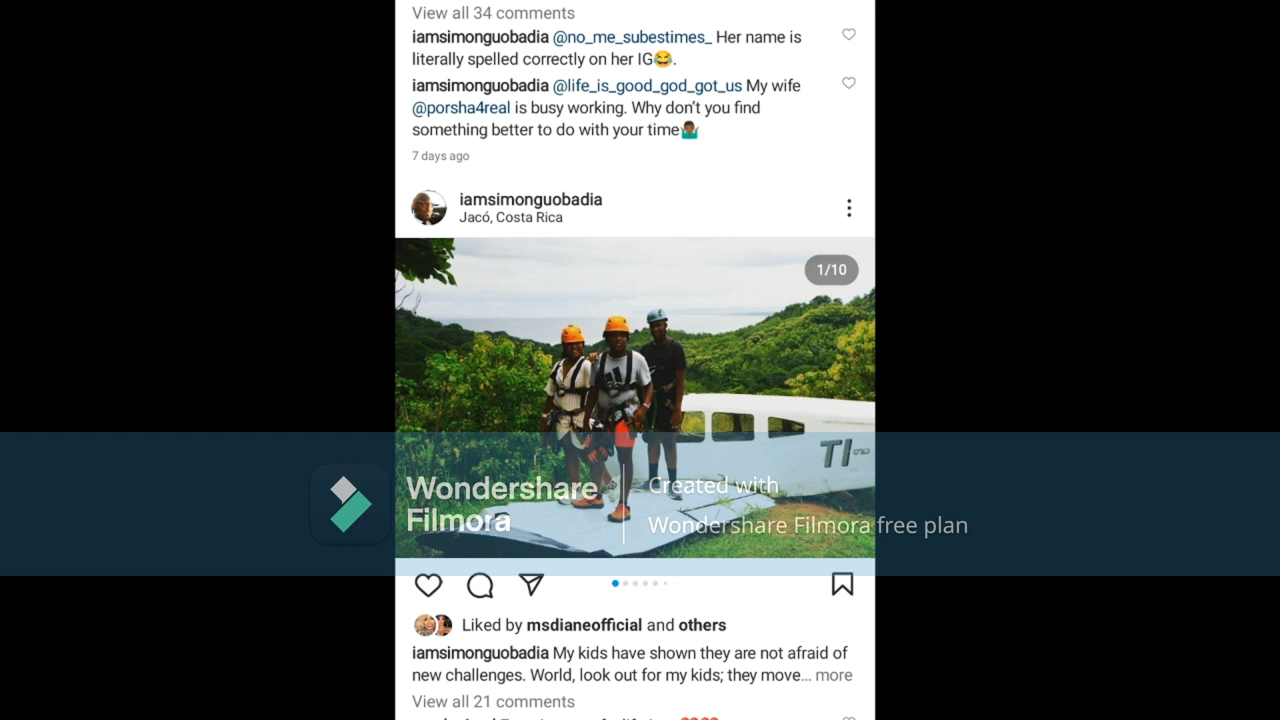 View all 34 comments
iamsimonguobadia @no_me_subestimes_ Her name is
literally spelled correctly on her IG😂.
iamsimonguobadia @life_is_good_god_got_us My wife
@porsha4real is busy working. Why don't you find
something better to do with your time🤷🏾‍♂️
7 days ago
iamsimonguobadia
Jacó, Costa Rica
1/10
TI
Wondershare
Filmora
Created with
Wondershare Filmora free plan
Liked by msdianeofficial and others
iamsimonguobadia My kids have shown they are not afraid of
new challenges. World, look out for my kids; they move... more
View all 21 comments